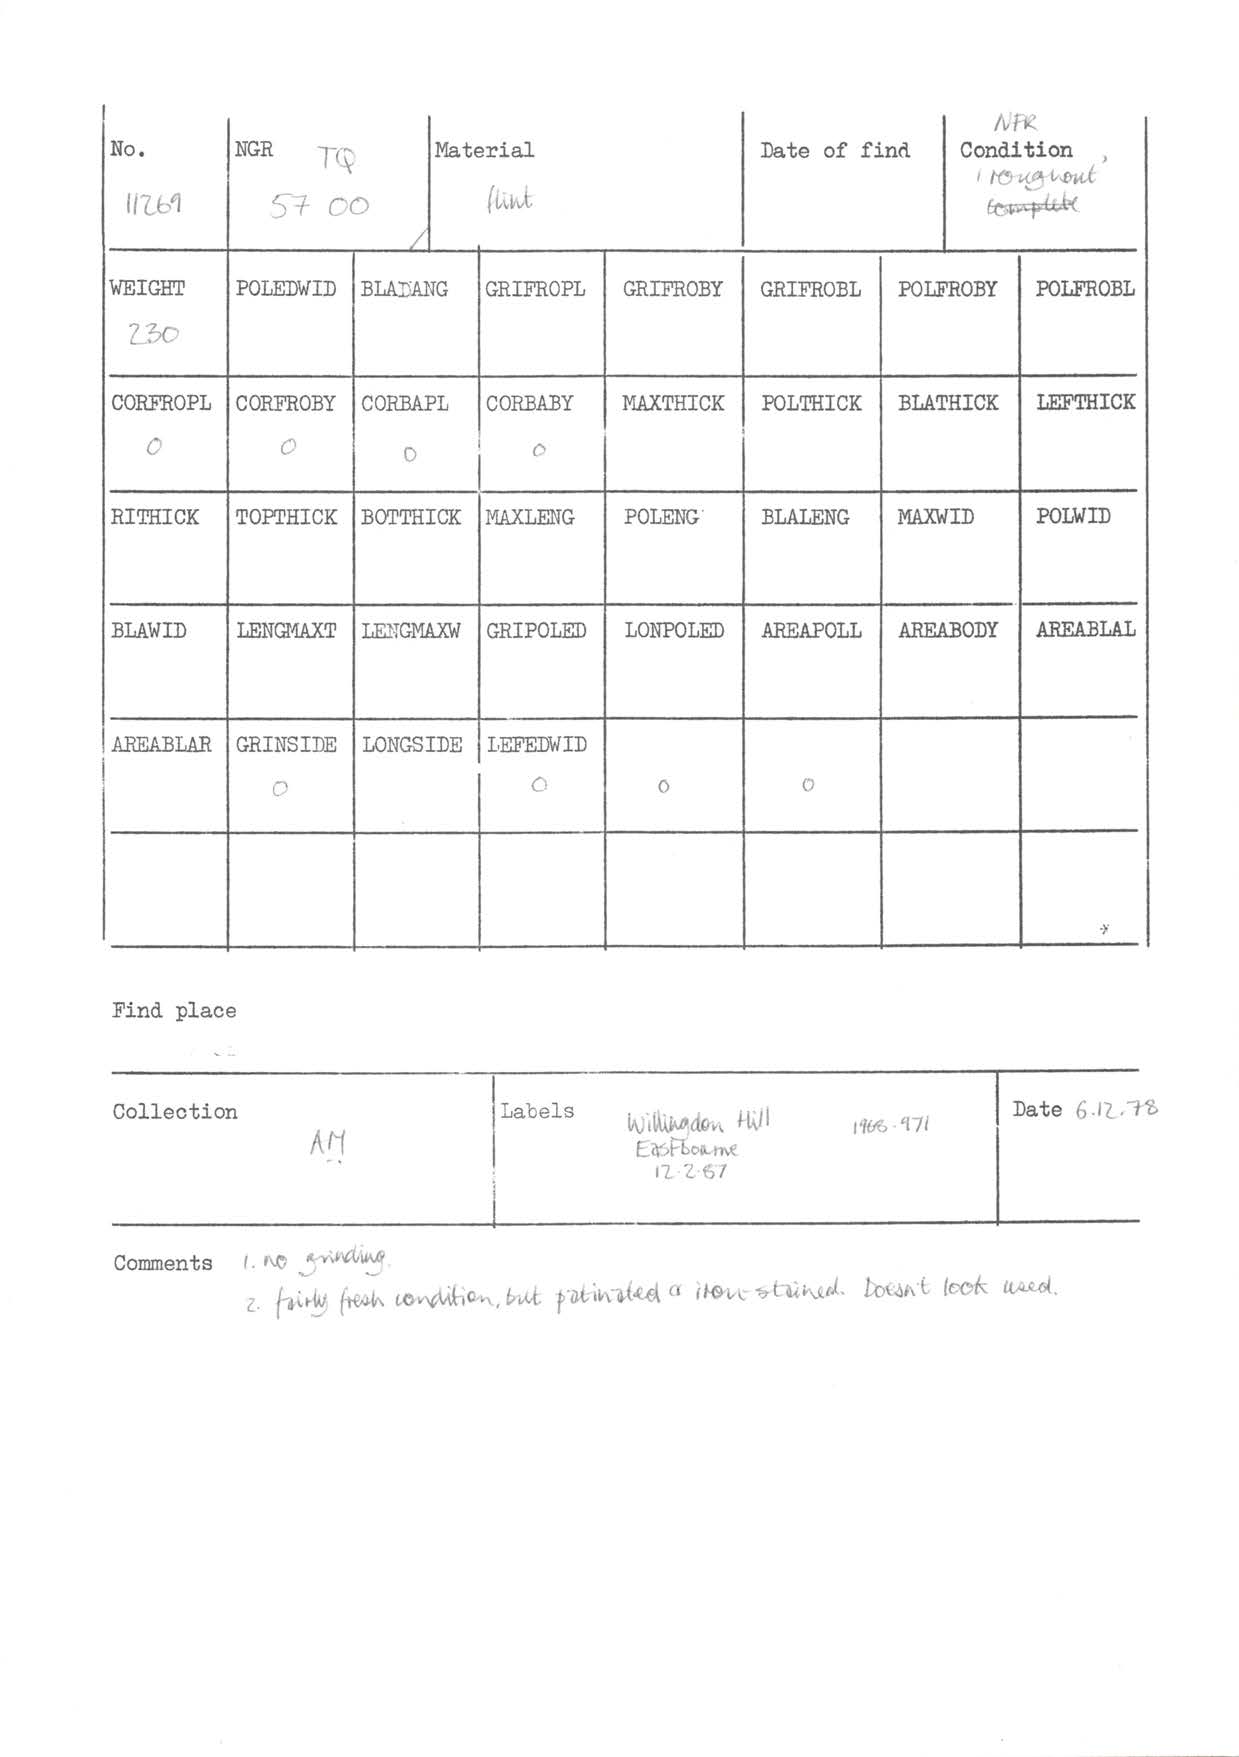 NFR
No. NGR TQ Material Date of find Condition
'roughout'
11269 57 00 flint complete
WEIGHT POLEDWID BLADANG GRIFROPL GRIFROBY GRIFROBL POLFROBY POLFROBL
230
CORFROPL CORFROBY CORBAPL CORBABY MAXTHICK POLTHICK BLATHICK LEFTHICK
0 0 0 0
RITHICK TOPTHICK BOTTHICK MAXLENG POLENG BLALENG MAXWID POLWID
BLAWID LENGMAXT LENGMAXW GRIPOLED LONPOLED AREAPOLL AREABODY AREABLAL
AREABLAR GRINSIDE LONGSIDE LEFEDWID
0 0 0 0
Find place
Collection Labels Willingdon Hill 1968.971 Date 6.12.78
AM Eastbourne
12.2.67
Comments 1. no grinding.
2. fairly fresh condition, but patinated & iron-stained. Doesn't look used.